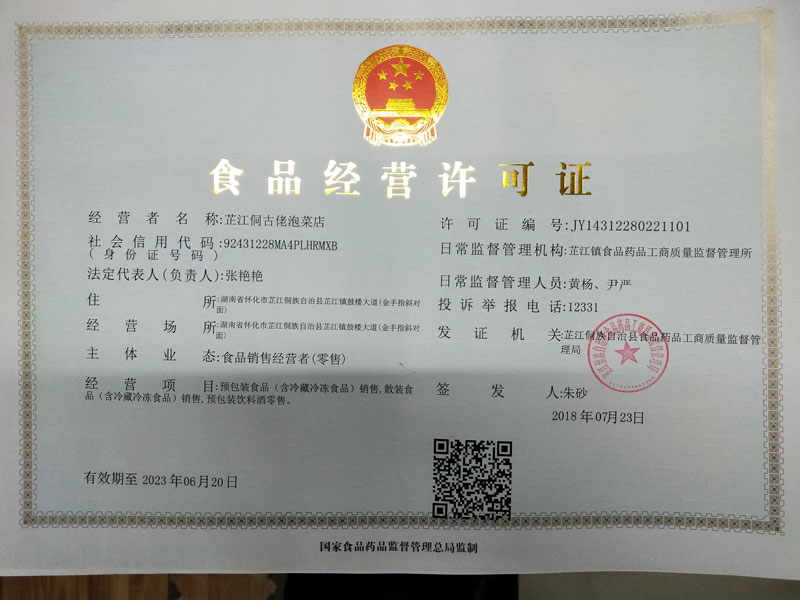 食品经营许可证
经营者名称:芷江侗古佬泡菜店
社会信用代码:92431228MA4PLHRMXB
(身份证号码)
法定代表人(负责人):张艳艳
住所:湖南省怀化市芷江侗族自治县芷江镇鼓楼大道(金手指斜对
面)
经营场所:湖南省怀化市芷江侗族自治县芷江镇鼓楼大道(金手指斜对
面)
主体业态:食品销售经营者(零售)
经营项目:预包装食品(含冷藏冷冻食品)销售,散装食
品(含冷藏冷冻食品)销售,预包装饮料酒零售。
有效期至 2023 年 06 月 20 日
许可证编号:JY14312280221101
日常监督管理机构:芷江镇食品药品工商质量监督管理所
日常监督管理人员:黄杨、尹严
投诉举报电话:12331
发证机关:芷江侗族自治县食品药品工商质量监督管
理局
签发人:朱砂
2018 年 07月 23日
国家食品药品监督管理总局监制